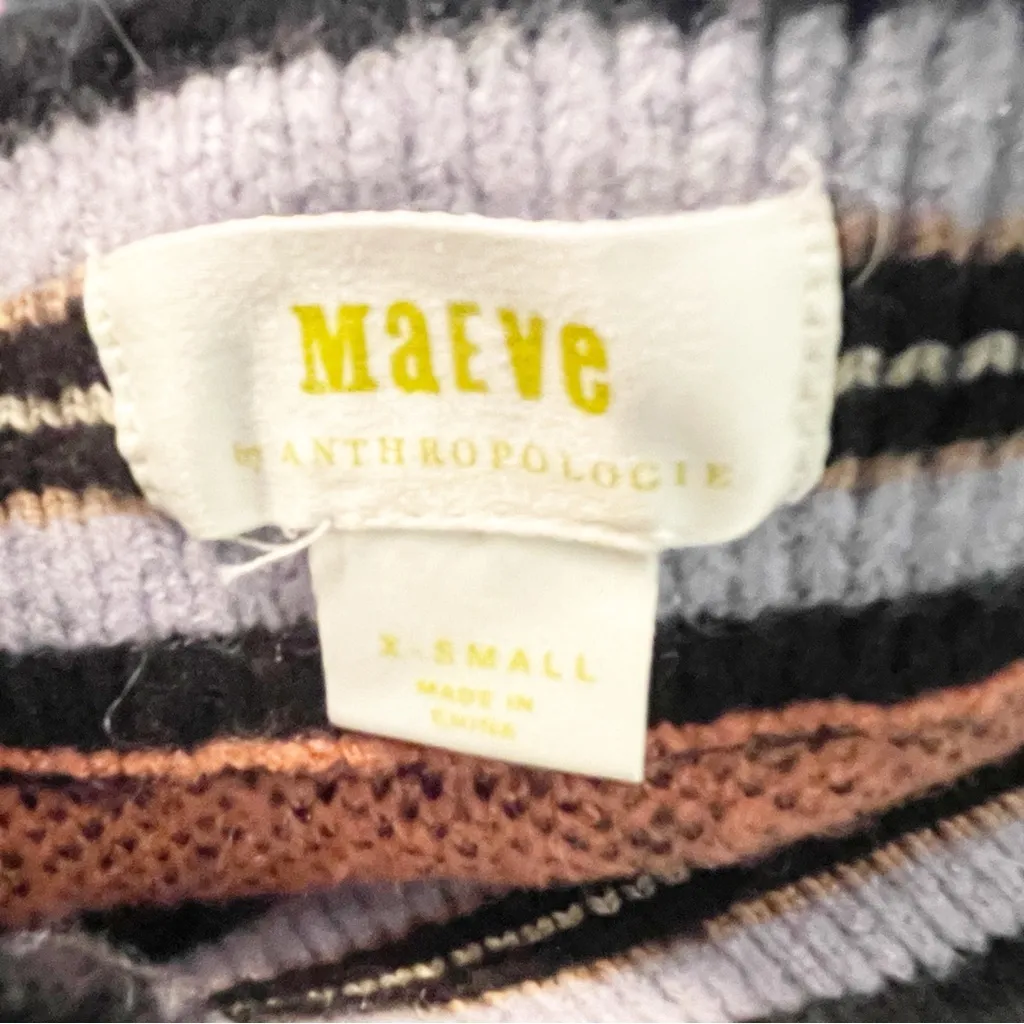 MaEVe
by ANTHROPOLOGIE
X-SMALL
MADE IN
CHINA